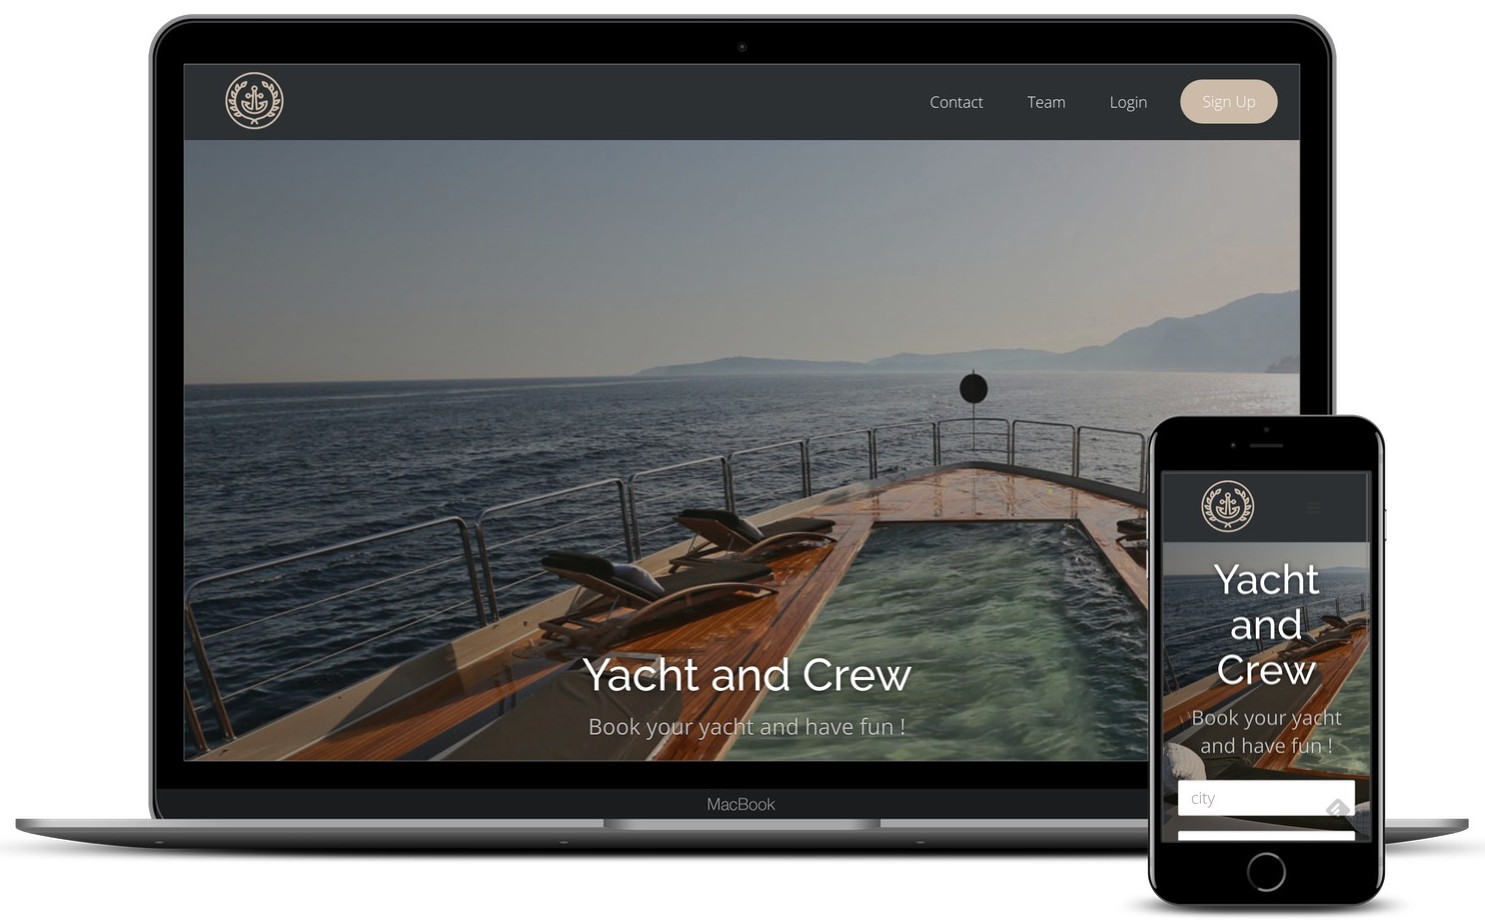 Contact Team Login Sign Up
Yacht and Crew
Book your yacht and have fun !
MacBook
Yacht
and
Crew
Book your yacht
and have fun !
city